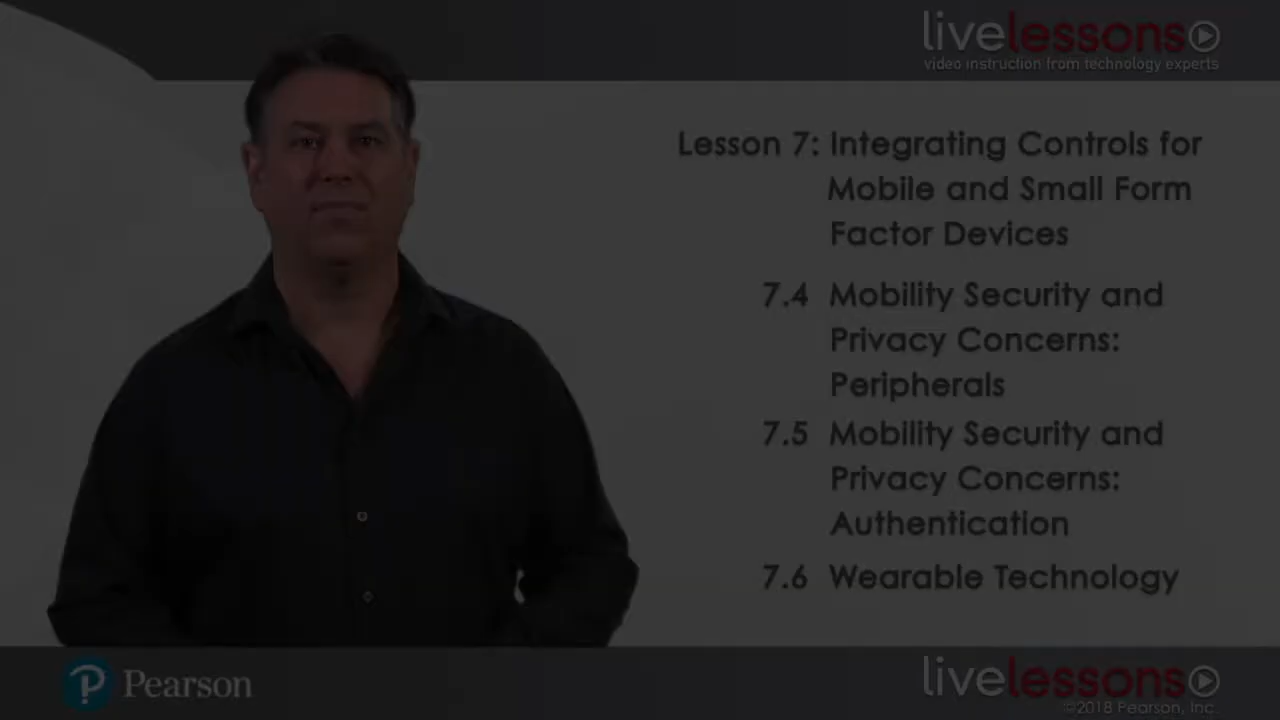 livelessons
video instruction from technology experts
Lesson 7: Integrating Controls for
Mobile and Small Form
Factor Devices
7.4 Mobility Security and
Privacy Concerns:
Peripherals
7.5 Mobility Security and
Privacy Concerns:
Authentication
7.6 Wearable Technology
Pearson
livelessons
©2018 Pearson, Inc.